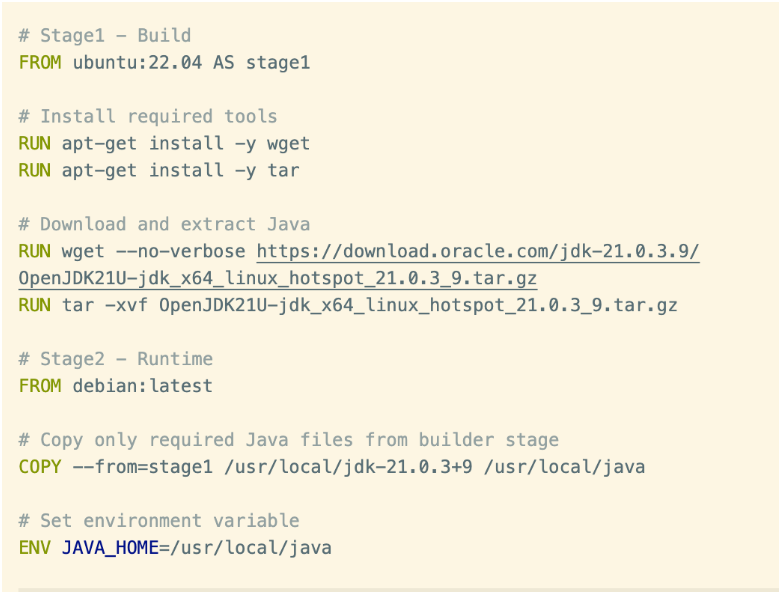 # Stage1 - Build
FROM ubuntu:22.04 AS stage1
# Install required tools
RUN apt-get install -y wget
RUN apt-get install -y tar
# Download and extract Java
RUN wget --no-verbose https://download.oracle.com/jdk-21.0.3.9/
OpenJDK21U-jdk_x64_linux_hotspot_21.0.3_9.tar.gz
RUN tar -xvf OpenJDK21U-jdk_x64_linux_hotspot_21.0.3_9.tar.gz
# Stage2 - Runtime
FROM debian:latest
# Copy only required Java files from builder stage
COPY --from=stage1 /usr/local/jdk-21.0.3+9 /usr/local/java
# Set environment variable
ENV JAVA_HOME=/usr/local/java